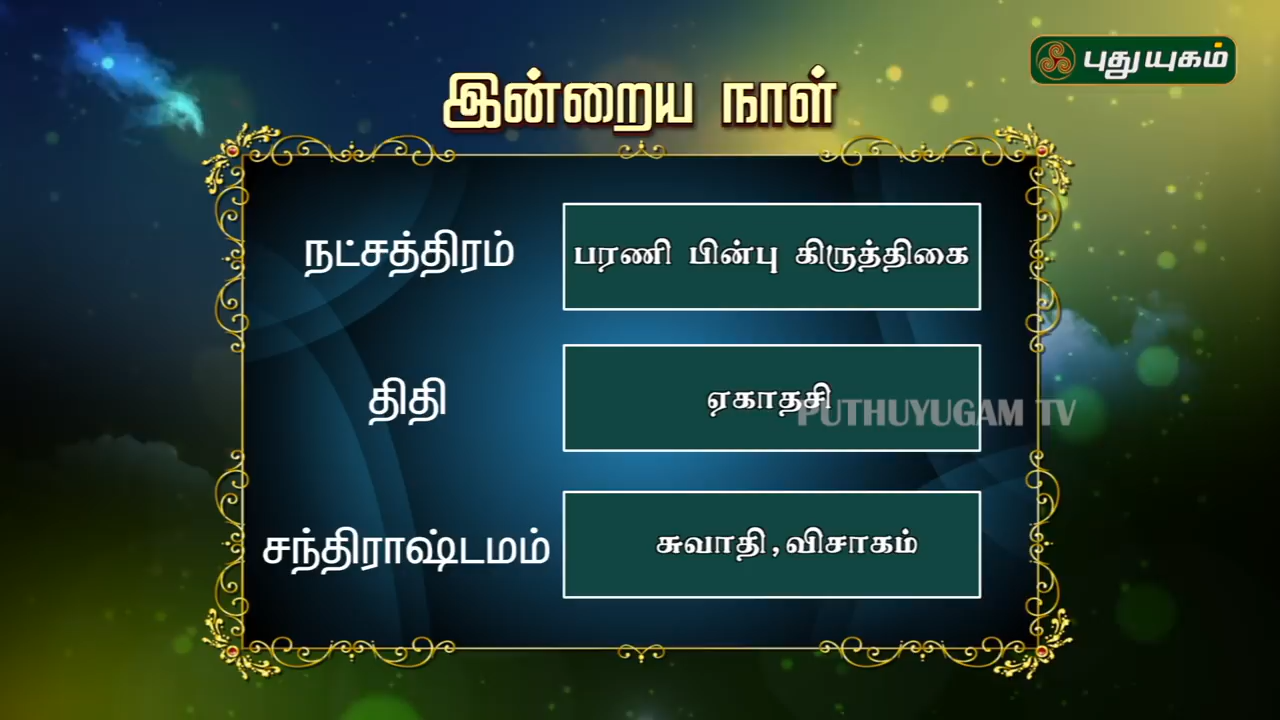 புதுயுகம்
இன்றைய நாள்
நட்சத்திரம் பரணி பின்பு கிருத்திகை
திதி ஏகாதசி
PUTHUYUGAM TV
சந்திராஷ்டமம் சுவாதி,விசாகம்